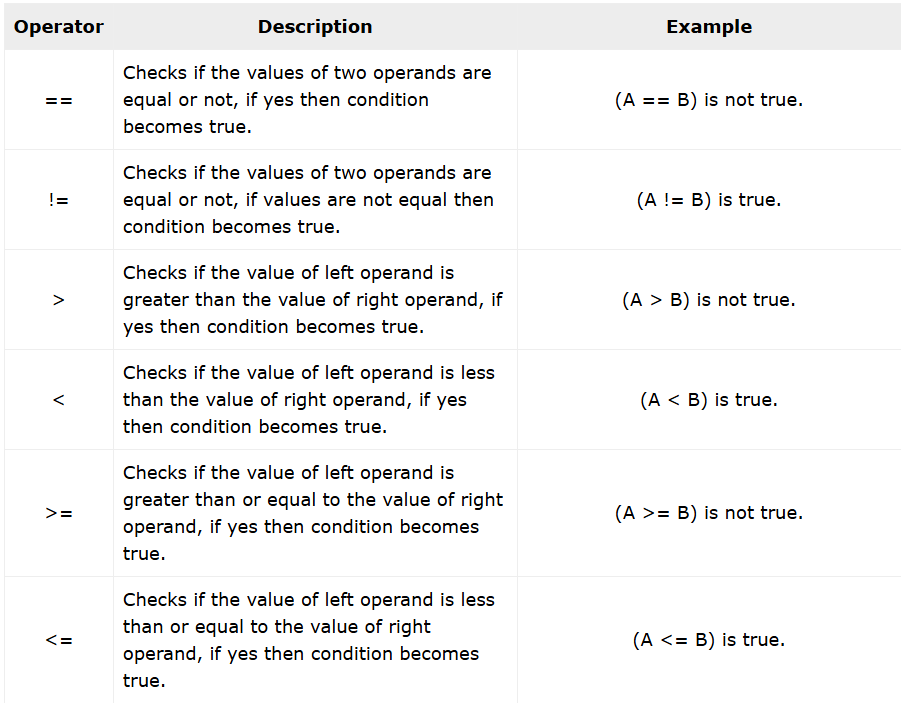 Operator Description Example
Checks if the values of two operands are
== equal or not, if yes then condition (A == B) is not true.
becomes true.
Checks if the values of two operands are
!= equal or not, if values are not equal then (A != B) is true.
condition becomes true.
Checks if the value of left operand is
> greater than the value of right operand, if (A > B) is not true.
yes then condition becomes true.
Checks if the value of left operand is less
< than the value of right operand, if yes (A < B) is true.
then condition becomes true.
Checks if the value of left operand is
greater than or equal to the value of right
>= operand, if yes then condition becomes (A >= B) is not true.
true.
Checks if the value of left operand is less
than or equal to the value of right
<= operand, if yes then condition becomes (A <= B) is true.
true.